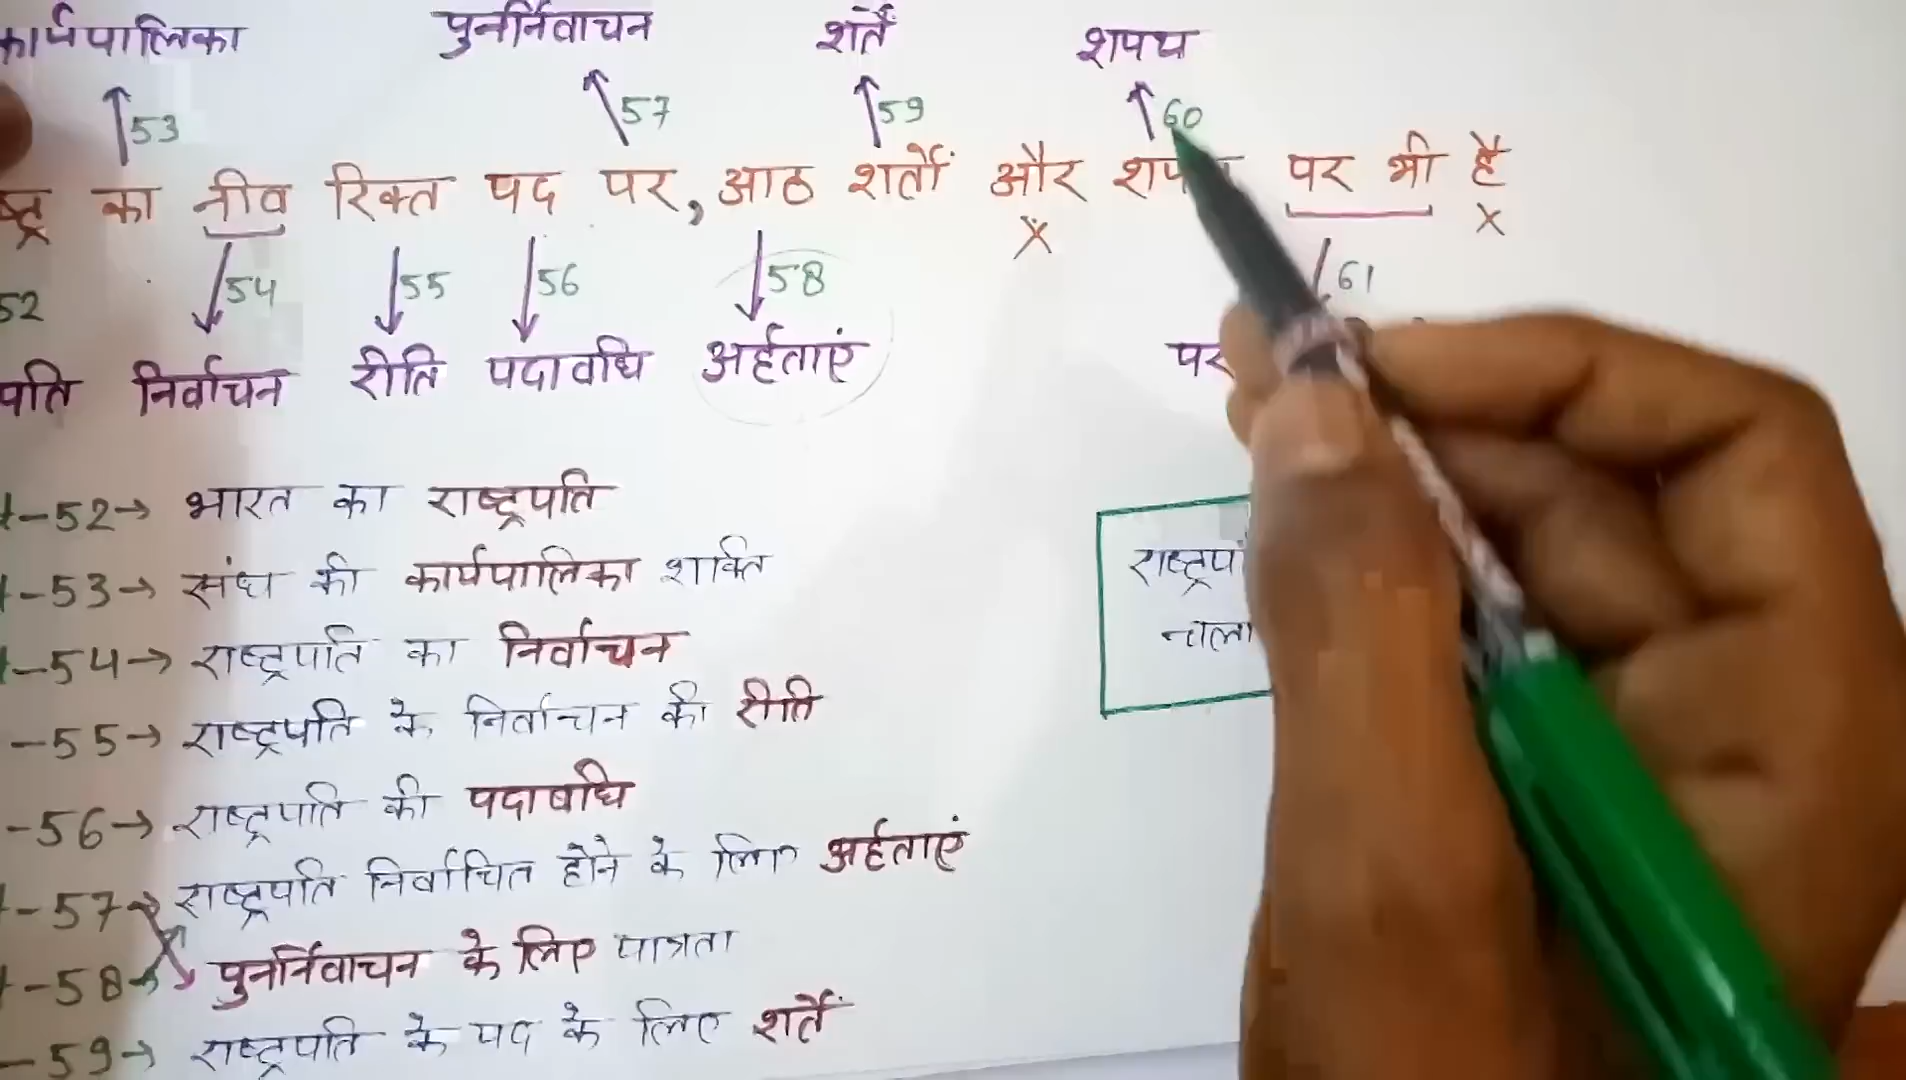 कार्यपालिका पुनर्निवाचन शर्तें शपथ
53 57 59 60
ष्ट्र का नीव रिक्त पद पर, आठ शर्तों और पर भी है
x x
52 54 55 56 58 61
पति निर्वाचन रीति पदावधि अर्हताएं पर
-52→ भारत का राष्ट्रपति
-53→ संघ की कार्यपालिका शक्ति राष्ट्रप
-54→ राष्ट्रपति का निर्वाचन
-55→ राष्ट्रपति के निर्वाचन की रीति
-56→ राष्ट्रपति की पदाबधि
-57→ राष्ट्रपति निर्वाचित होने के लिए अर्हताएं
-58→ पुनर्निवाचन के लिए पात्रता
-59→ राष्ट्रपति के पद के लिए शर्तें